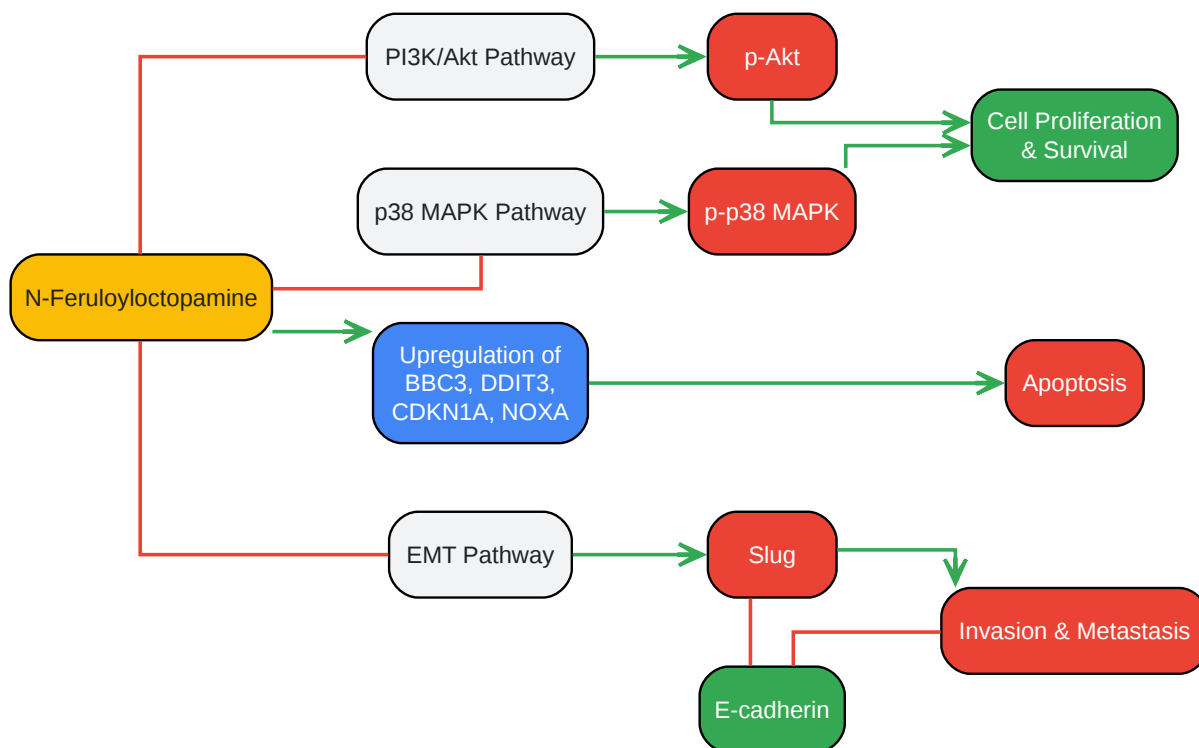 PI3K/Akt Pathway
p-Akt
Cell Proliferation
& Survival
p38 MAPK Pathway
p-p38 MAPK
N-Feruloyloctopamine
Upregulation of
BBC3, DDIT3,
CDKN1A, NOXA
Apoptosis
EMT Pathway
Slug
Invasion & Metastasis
E-cadherin